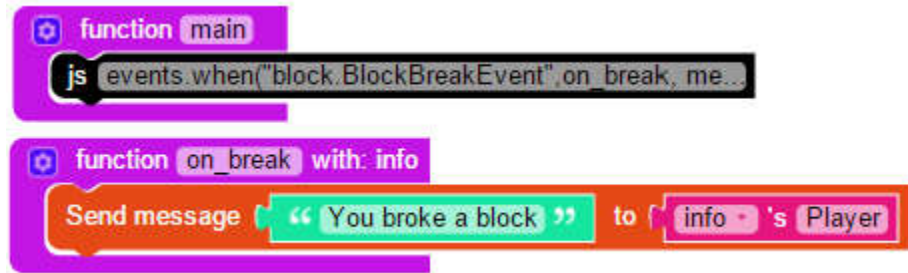 function main
js events.when("block.BlockBreakEvent",on_break, me...
function on_break with: info
Send message “ You broke a block ” to info 's Player